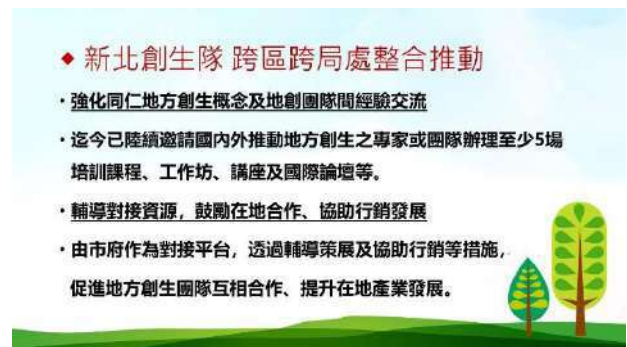 ◆ 新北創生隊 跨區跨局處整合推動
・強化同仁地方創生概念及地創團隊間經驗交流
・迄今已陸續邀請國內外推動地方創生之專家或團隊辦理至少5場
培訓課程、工作坊、講座及國際論壇等。
・輔導對接資源，鼓勵在地合作、協助行銷發展
・由市府作為對接平台，透過輔導策展及協助行銷等措施，
促進地方創生團隊互相合作、提升在地產業發展。